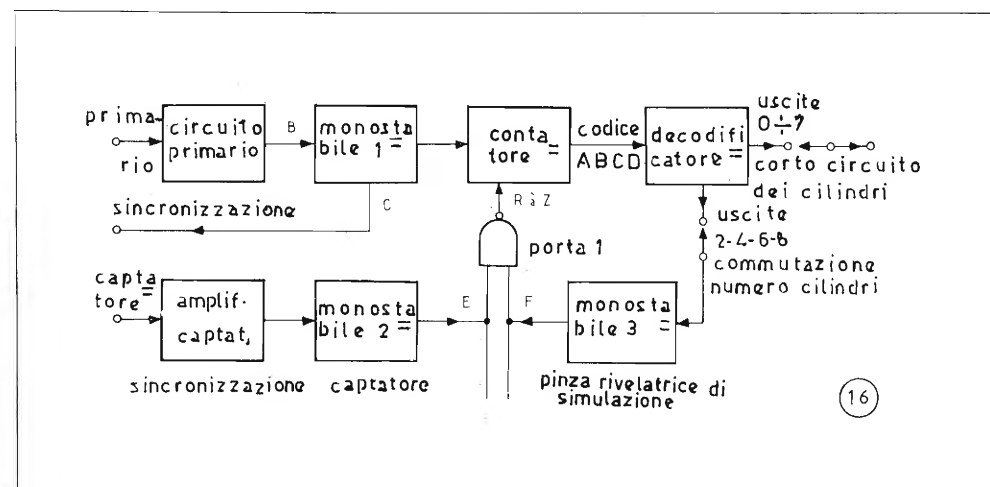 prima-
rio
circuito
primario
B
monosta
bile 1 =
C
conta
tore =
codice
ABCD
decodifi
catore =
uscite
0÷7
corto circuito
dei cilindri
sincronizzazione
R à Z
porta 1
uscite
2-4-6-8
commutazione
numero cilindri
capta
tore =
amplif.
captat.
monosta
bile 2 =
E
F
monosta
bile 3 =
sincronizzazione
captatore
pinza rivelatrice di
simulazione
16